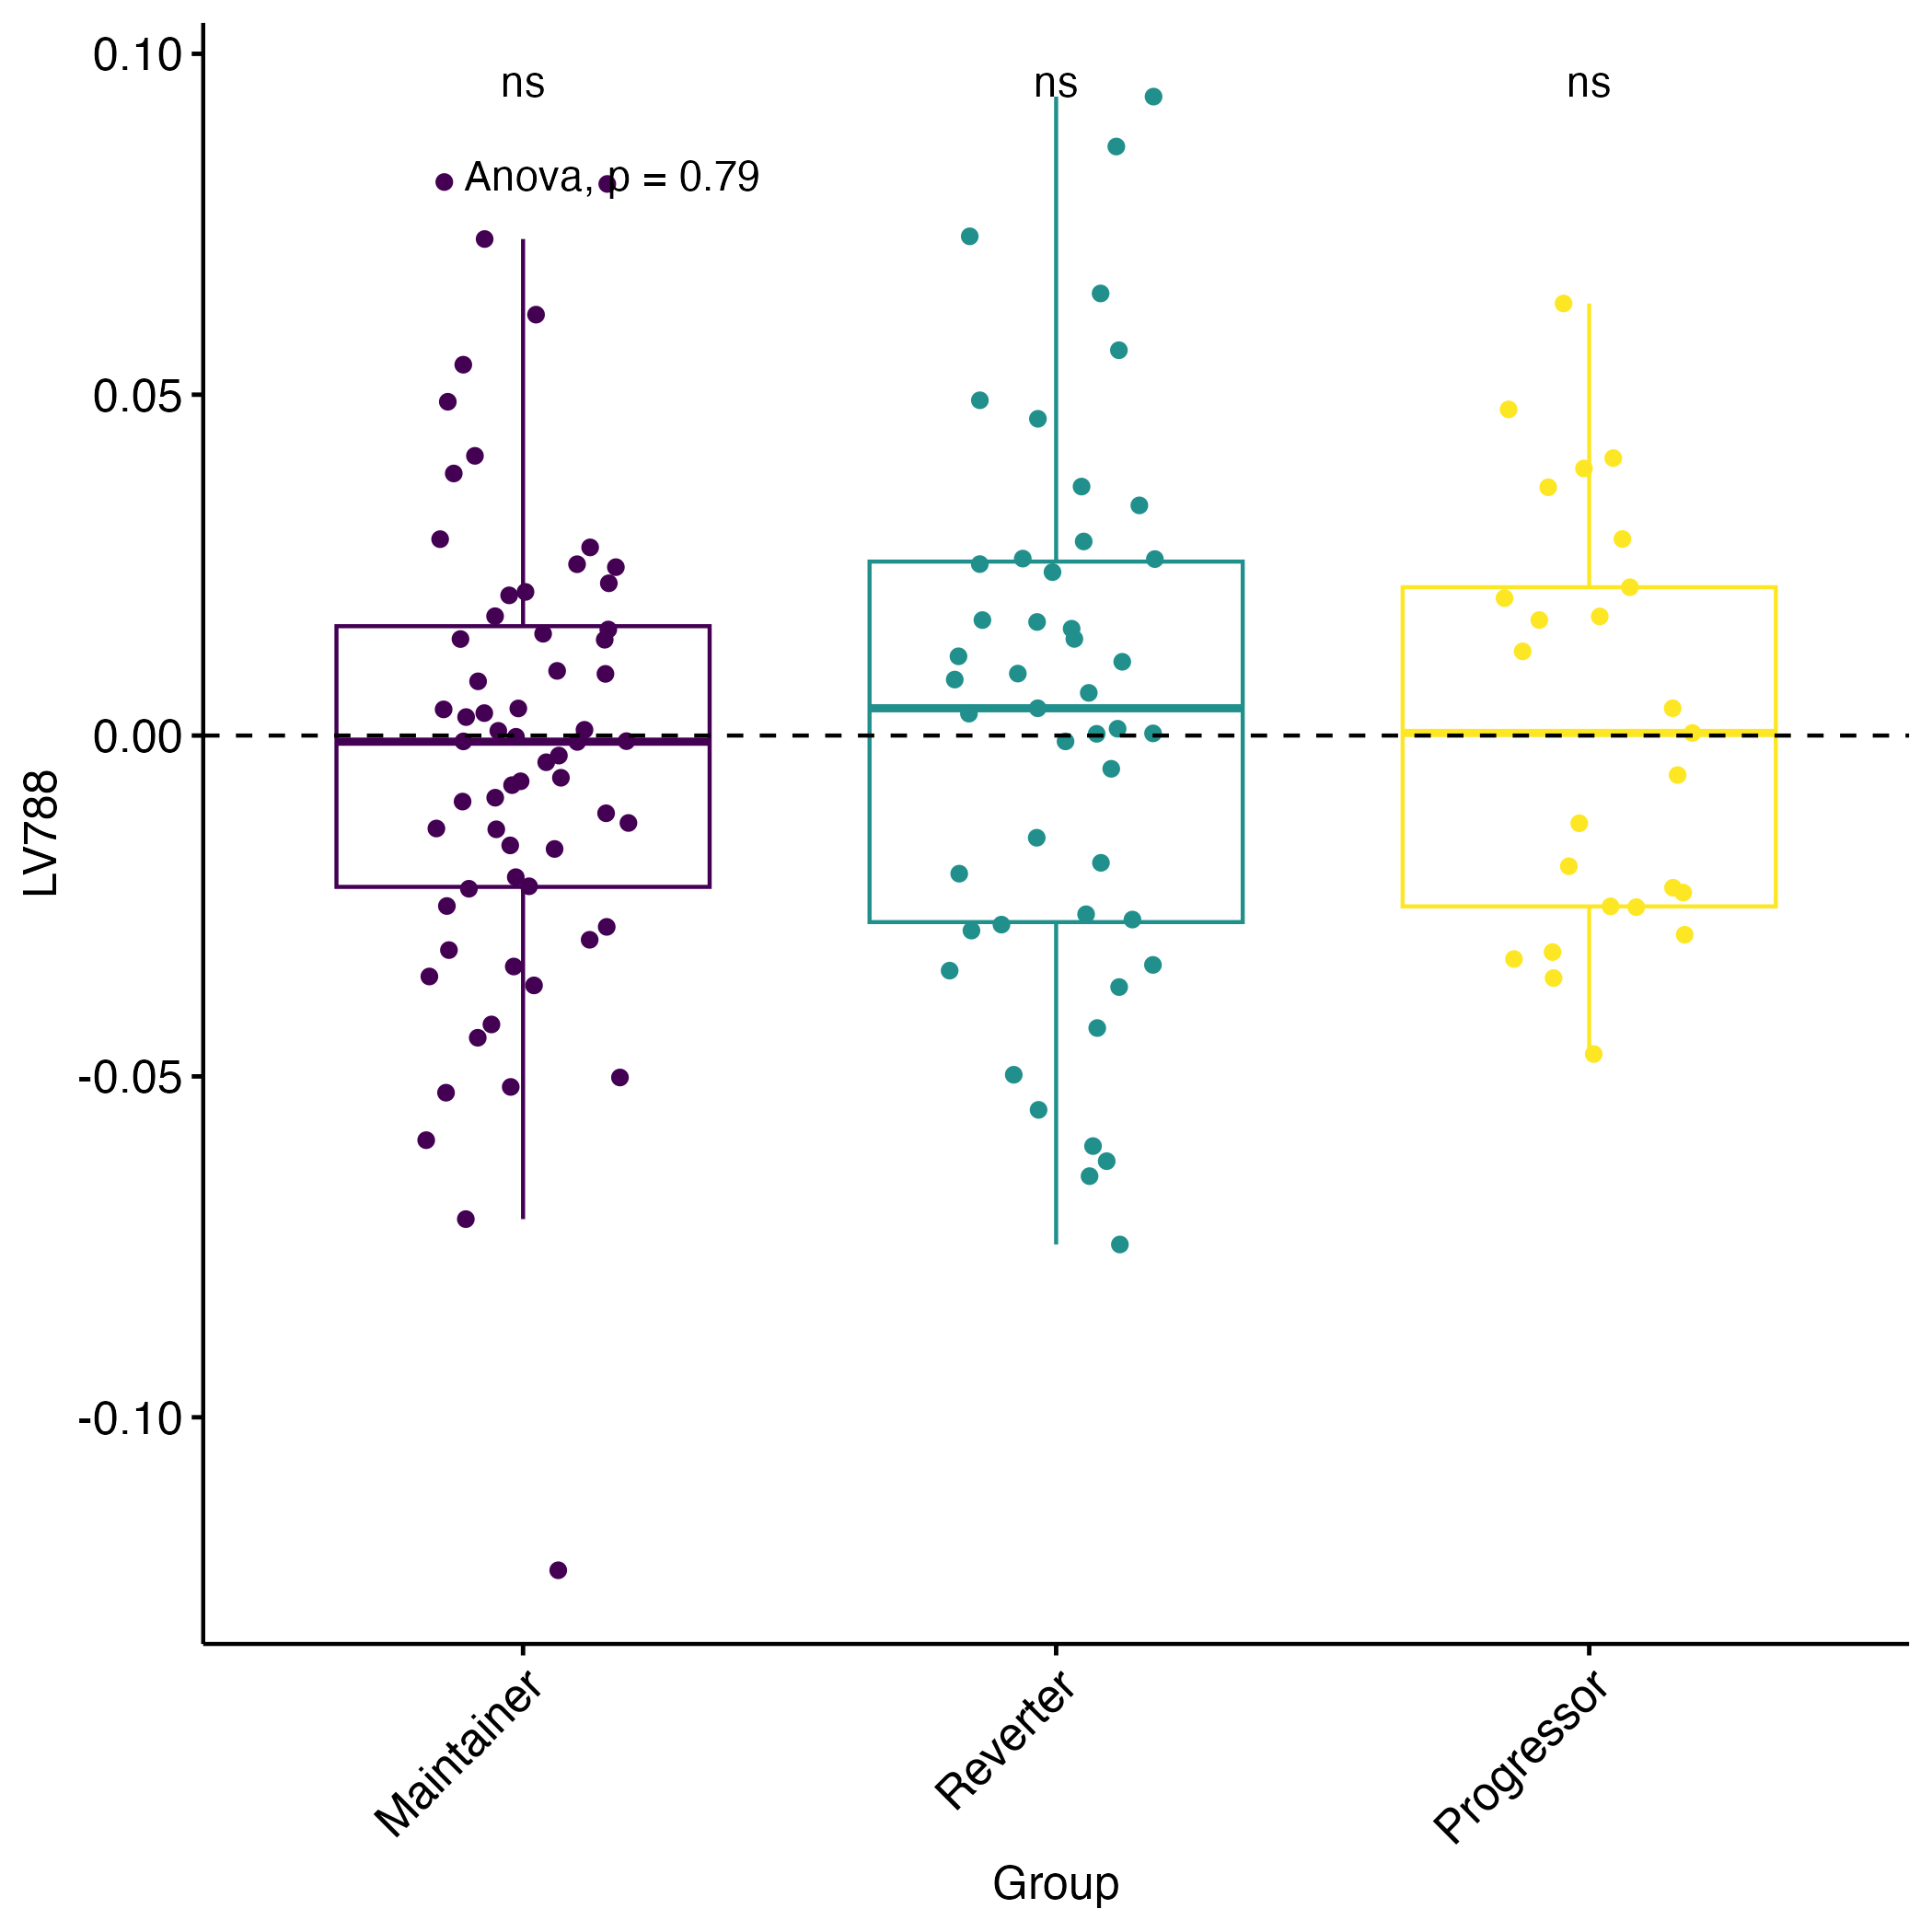 0.10
ns
ns
ns
Anova, p = 0.79
0.05
0.00
LV788
-0.05
-0.10
Maintainer
Reverter
Progressor
Group